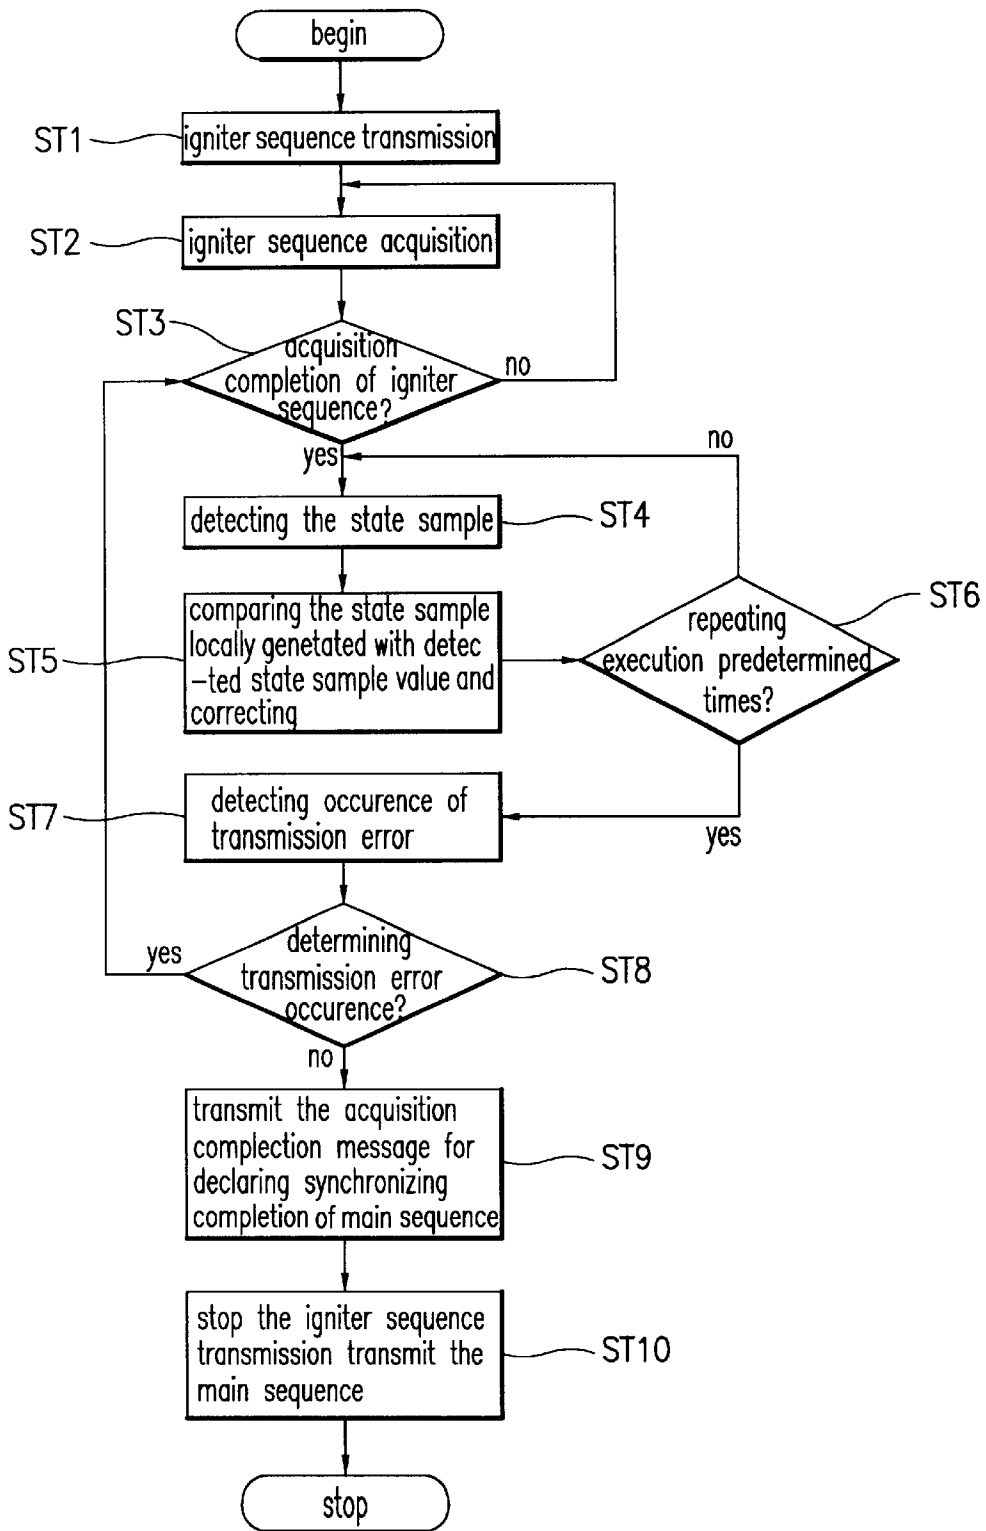 begin
ST1
igniter sequence transmission
ST2
igniter sequence acquisition
ST3
acquisition
completion of igniter
sequence?
no
yes
no
detecting the state sample
ST4
comparing the state sample
locally genetated with detec
-ted state sample value and
correcting
ST5
repeating
execution predetermined
times?
ST6
yes
ST7
detecting occurence of
transmission error
yes
determining
transmission error
occurence?
ST8
no
transmit the acquisition
complection message for
declaring synchronizing
completion of main sequence
ST9
stop the igniter sequence
transmission transmit the
main sequence
ST10
stop